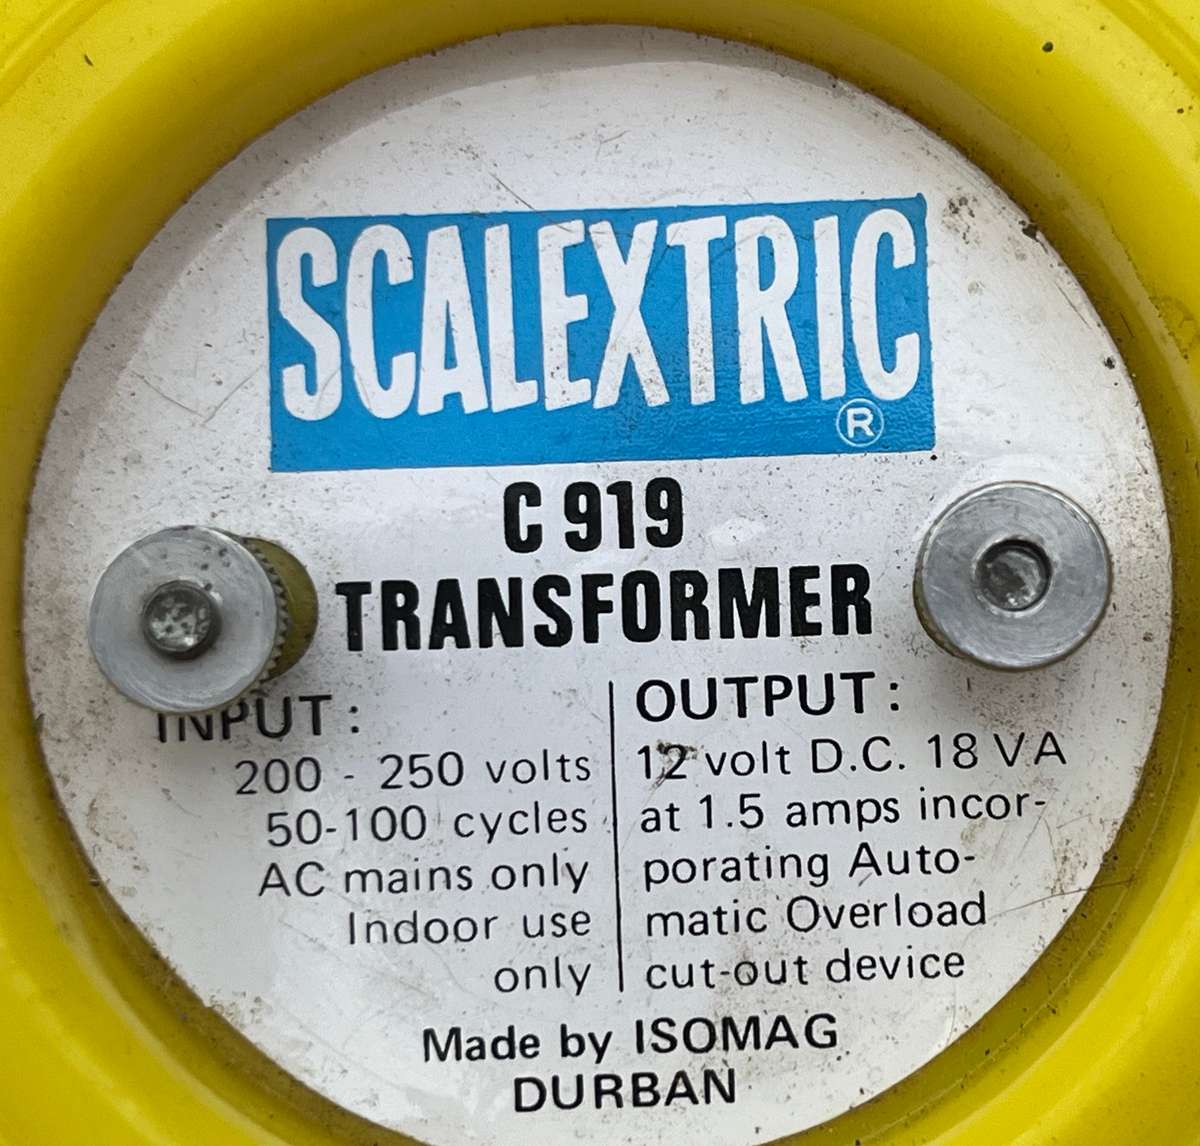 SCALEXTRIC
®
C 919
TRANSFORMER
INPUT :
200 - 250 volts
50-100 cycles
AC mains only
Indoor use
only
OUTPUT :
12 volt D.C. 18 VA
at 1.5 amps incor-
porating Auto-
matic Overload
cut-out device
Made by ISOMAG
DURBAN